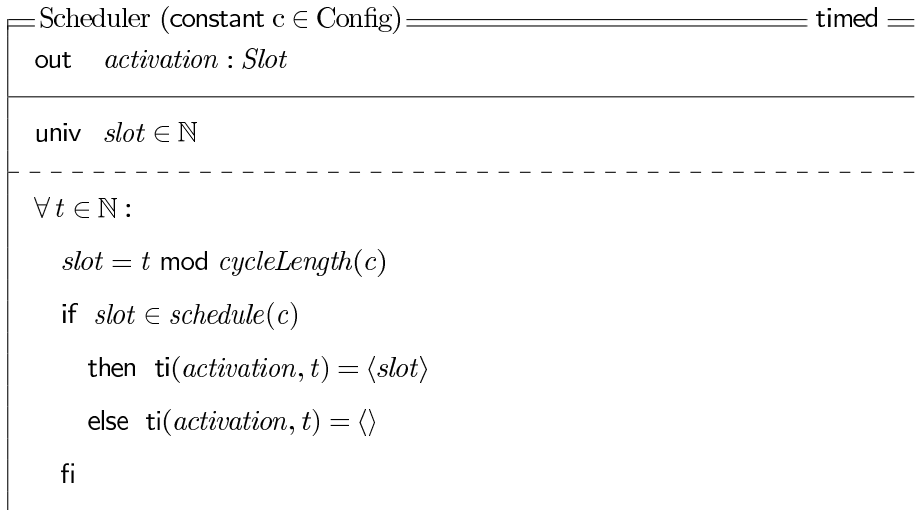 Scheduler (constant c ∈ Config) timed
out activation : Slot
univ slot ∈ ℕ
∀ t ∈ ℕ :
slot = t mod cycleLength(c)
if slot ∈ schedule(c)
then ti(activation, t) = ⟨slot⟩
else ti(activation, t) = ⟨⟩
fi